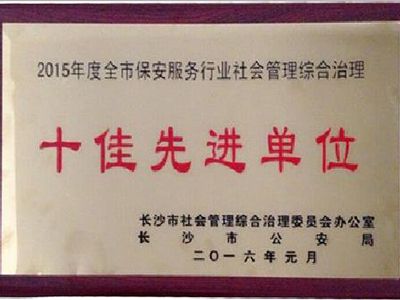 2015年度全市保安服务行业社会管理综合治理
十佳先进单位
长沙市社会管理综合治理委员会办公室
长沙市公安局
二〇一六年元月